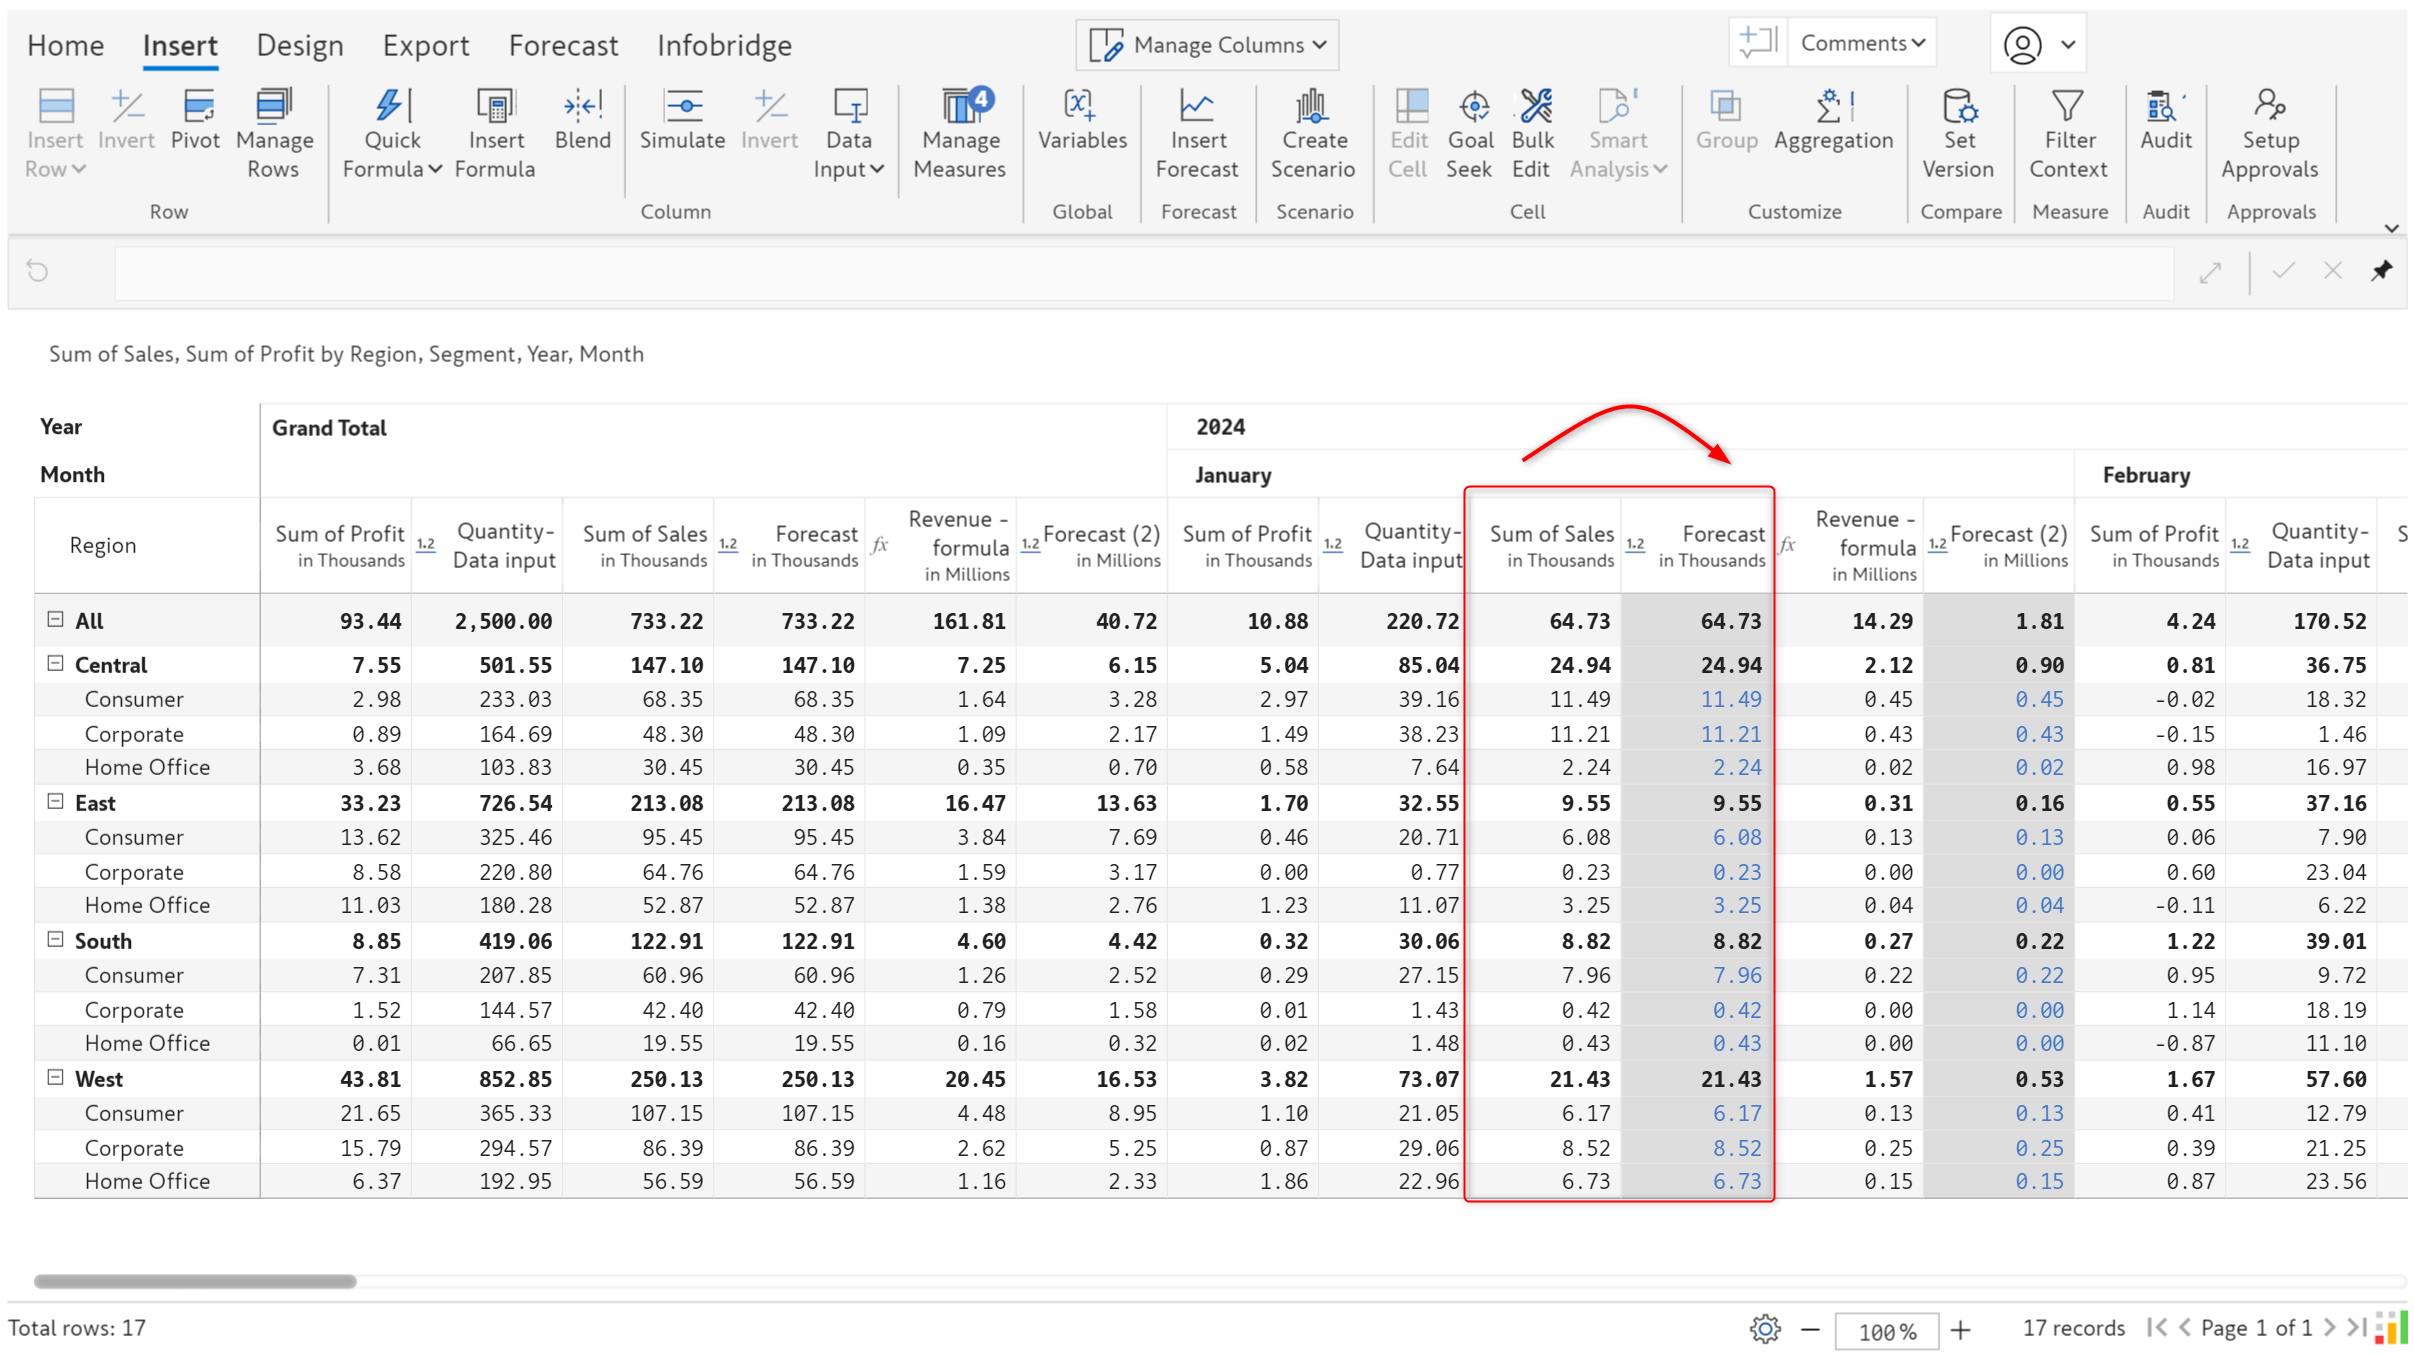 Home Insert Design Export Forecast Infobridge Manage Columns Comments
Insert Row Invert Pivot Manage Rows Quick Formula Insert Formula Blend Simulate Invert Data Input Manage Measures 4 Variables Insert Forecast Create Scenario Edit Cell Goal Seek Bulk Edit Smart Analysis Group Aggregation Set Version Filter Context Audit Setup Approvals
Row Column Global Forecast Scenario Cell Customize Compare Measure Audit Approvals
Sum of Sales, Sum of Profit by Region, Segment, Year, Month
Year Grand Total 2024
Month January February
Region Sum of Profit in Thousands 1.2 Quantity-Data input Sum of Sales in Thousands 1.2 Forecast in Thousands fx Revenue - formula in Millions 1.2 Forecast (2) in Millions Sum of Profit in Thousands 1.2 Quantity-Data input Sum of Sales in Thousands 1.2 Forecast in Thousands fx Revenue - formula in Millions 1.2 Forecast (2) in Millions Sum of Profit in Thousands 1.2 Quantity-Data input S
All 93.44 2,500.00 733.22 733.22 161.81 40.72 10.88 220.72 64.73 64.73 14.29 1.81 4.24 170.52
Central 7.55 501.55 147.10 147.10 7.25 6.15 5.04 85.04 24.94 24.94 2.12 0.90 0.81 36.75
Consumer 2.98 233.03 68.35 68.35 1.64 3.28 2.97 39.16 11.49 11.49 0.45 0.45 -0.02 18.32
Corporate 0.89 164.69 48.30 48.30 1.09 2.17 1.49 38.23 11.21 11.21 0.43 0.43 -0.15 1.46
Home Office 3.68 103.83 30.45 30.45 0.35 0.70 0.58 7.64 2.24 2.24 0.02 0.02 0.98 16.97
East 33.23 726.54 213.08 213.08 16.47 13.63 1.70 32.55 9.55 9.55 0.31 0.16 0.55 37.16
Consumer 13.62 325.46 95.45 95.45 3.84 7.69 0.46 20.71 6.08 6.08 0.13 0.13 0.06 7.90
Corporate 8.58 220.80 64.76 64.76 1.59 3.17 0.00 0.77 0.23 0.23 0.00 0.00 0.60 23.04
Home Office 11.03 180.28 52.87 52.87 1.38 2.76 1.23 11.07 3.25 3.25 0.04 0.04 -0.11 6.22
South 8.85 419.06 122.91 122.91 4.60 4.42 0.32 30.06 8.82 8.82 0.27 0.22 1.22 39.01
Consumer 7.31 207.85 60.96 60.96 1.26 2.52 0.29 27.15 7.96 7.96 0.22 0.22 0.95 9.72
Corporate 1.52 144.57 42.40 42.40 0.79 1.58 0.01 1.43 0.42 0.42 0.00 0.00 1.14 18.19
Home Office 0.01 66.65 19.55 19.55 0.16 0.32 0.02 1.48 0.43 0.43 0.00 0.00 -0.87 11.10
West 43.81 852.85 250.13 250.13 20.45 16.53 3.82 73.07 21.43 21.43 1.57 0.53 1.67 57.60
Consumer 21.65 365.33 107.15 107.15 4.48 8.95 1.10 21.05 6.17 6.17 0.13 0.13 0.41 12.79
Corporate 15.79 294.57 86.39 86.39 2.62 5.25 0.87 29.06 8.52 8.52 0.25 0.25 0.39 21.25
Home Office 6.37 192.95 56.59 56.59 1.16 2.33 1.86 22.96 6.73 6.73 0.15 0.15 0.87 23.56
Total rows: 17 100% 17 records Page 1 of 1